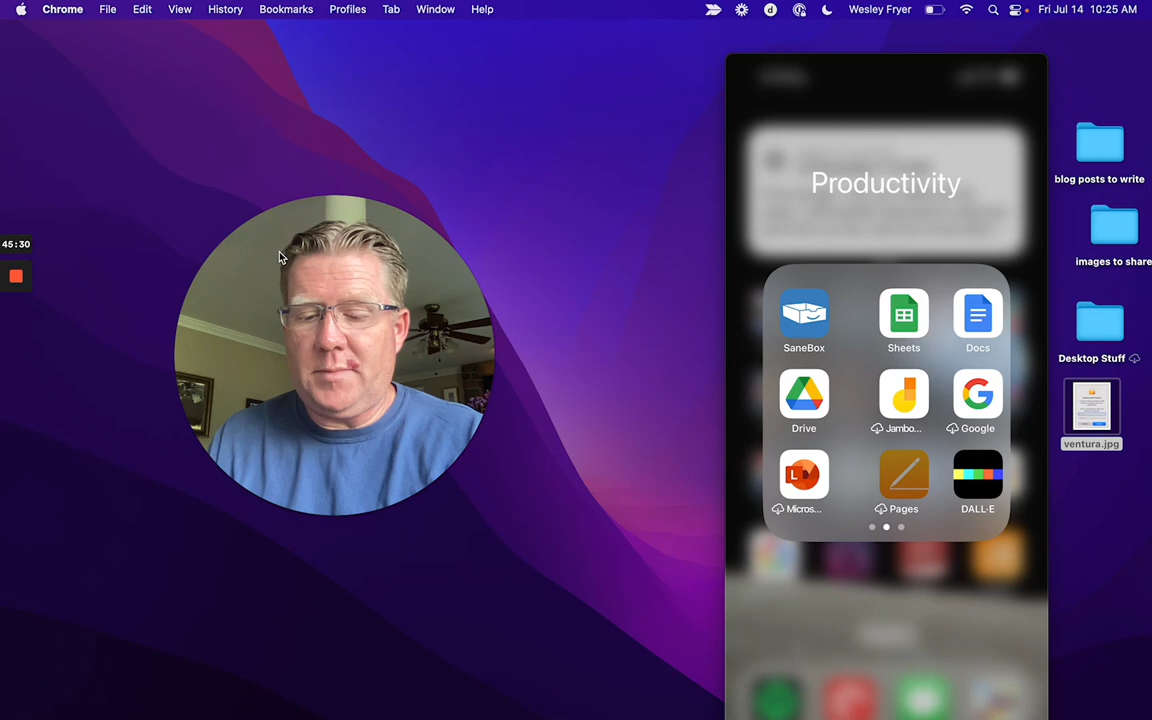 Chrome File Edit View History Bookmarks Profiles Tab Window Help d Wesley Fryer Fri Jul 14 10:25 AM
Productivity
45:30
SaneBox Sheets Docs
Drive Jambo... Google
L
Micros... Pages DALL·E
blog posts to write
images to share
Desktop Stuff
ventura.jpg